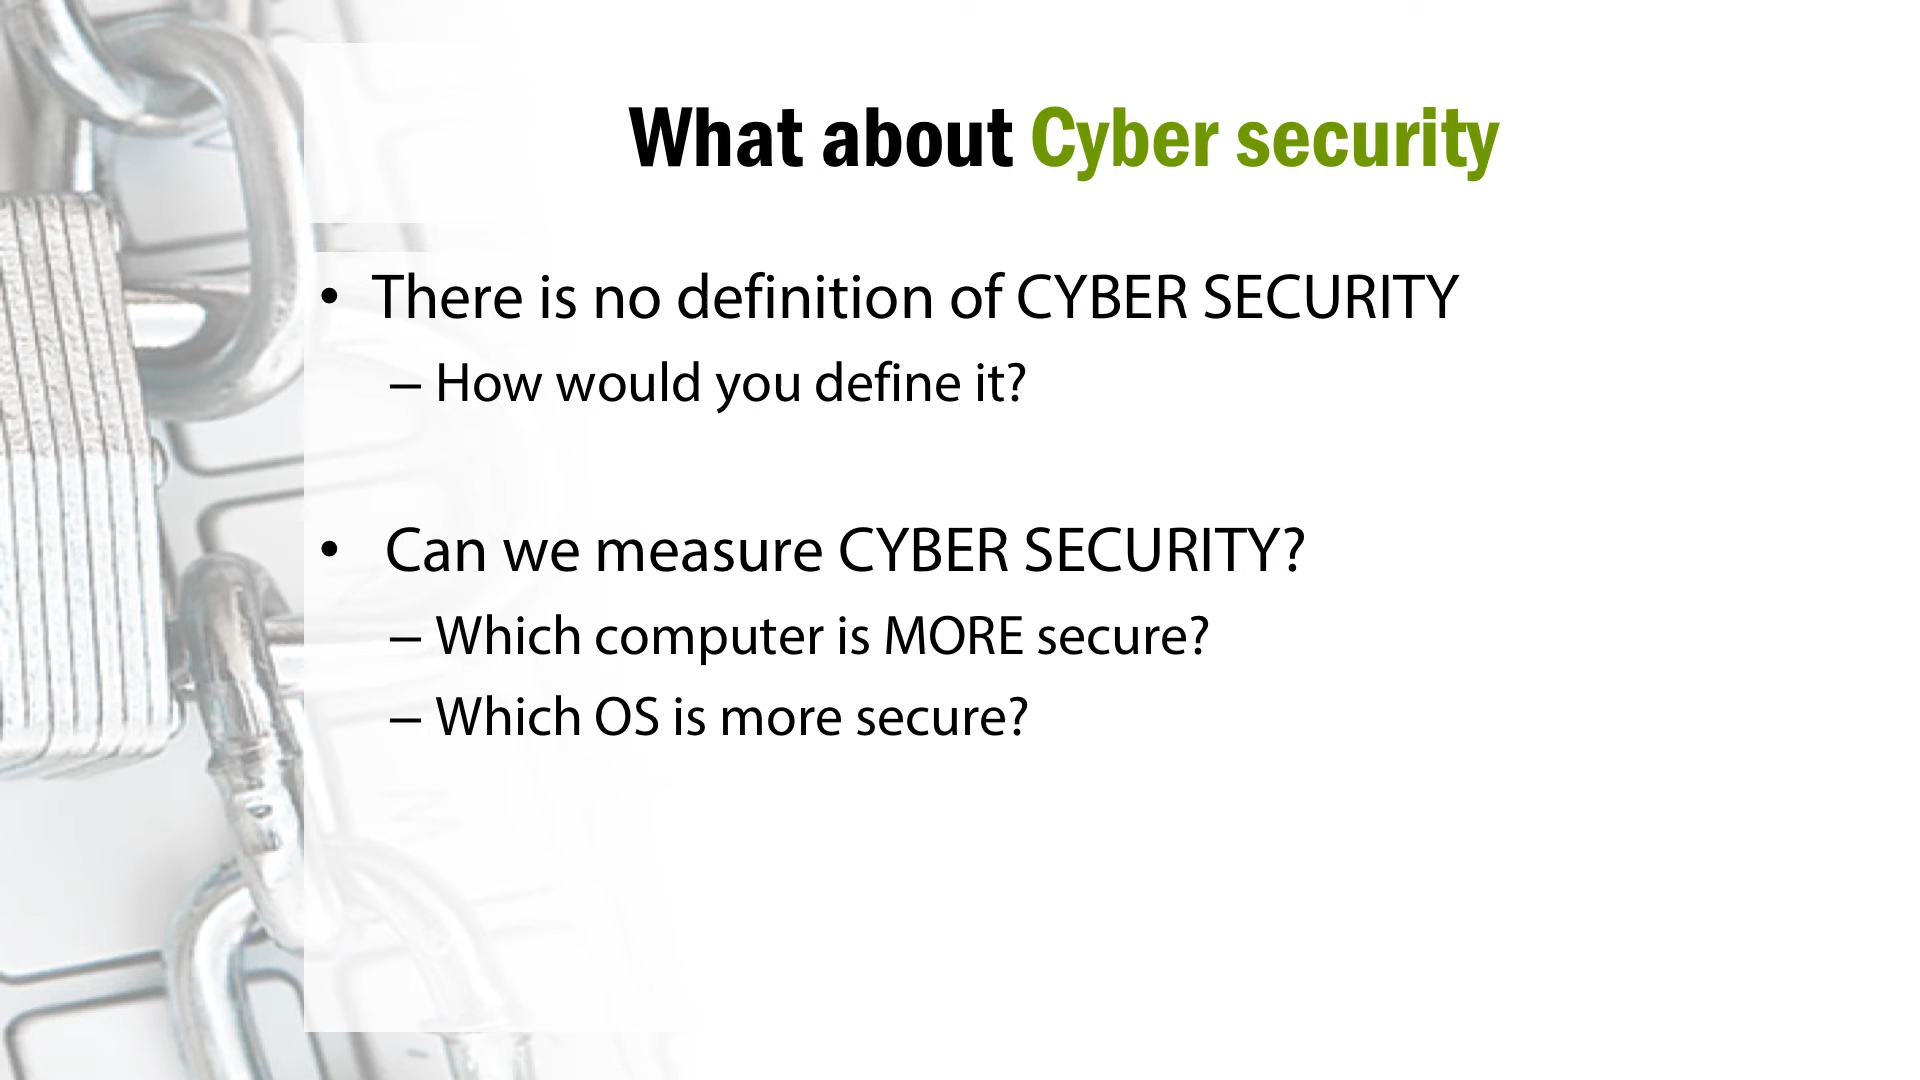 What about Cyber security
• There is no definition of CYBER SECURITY
– How would you define it?
• Can we measure CYBER SECURITY?
– Which computer is MORE secure?
– Which OS is more secure?